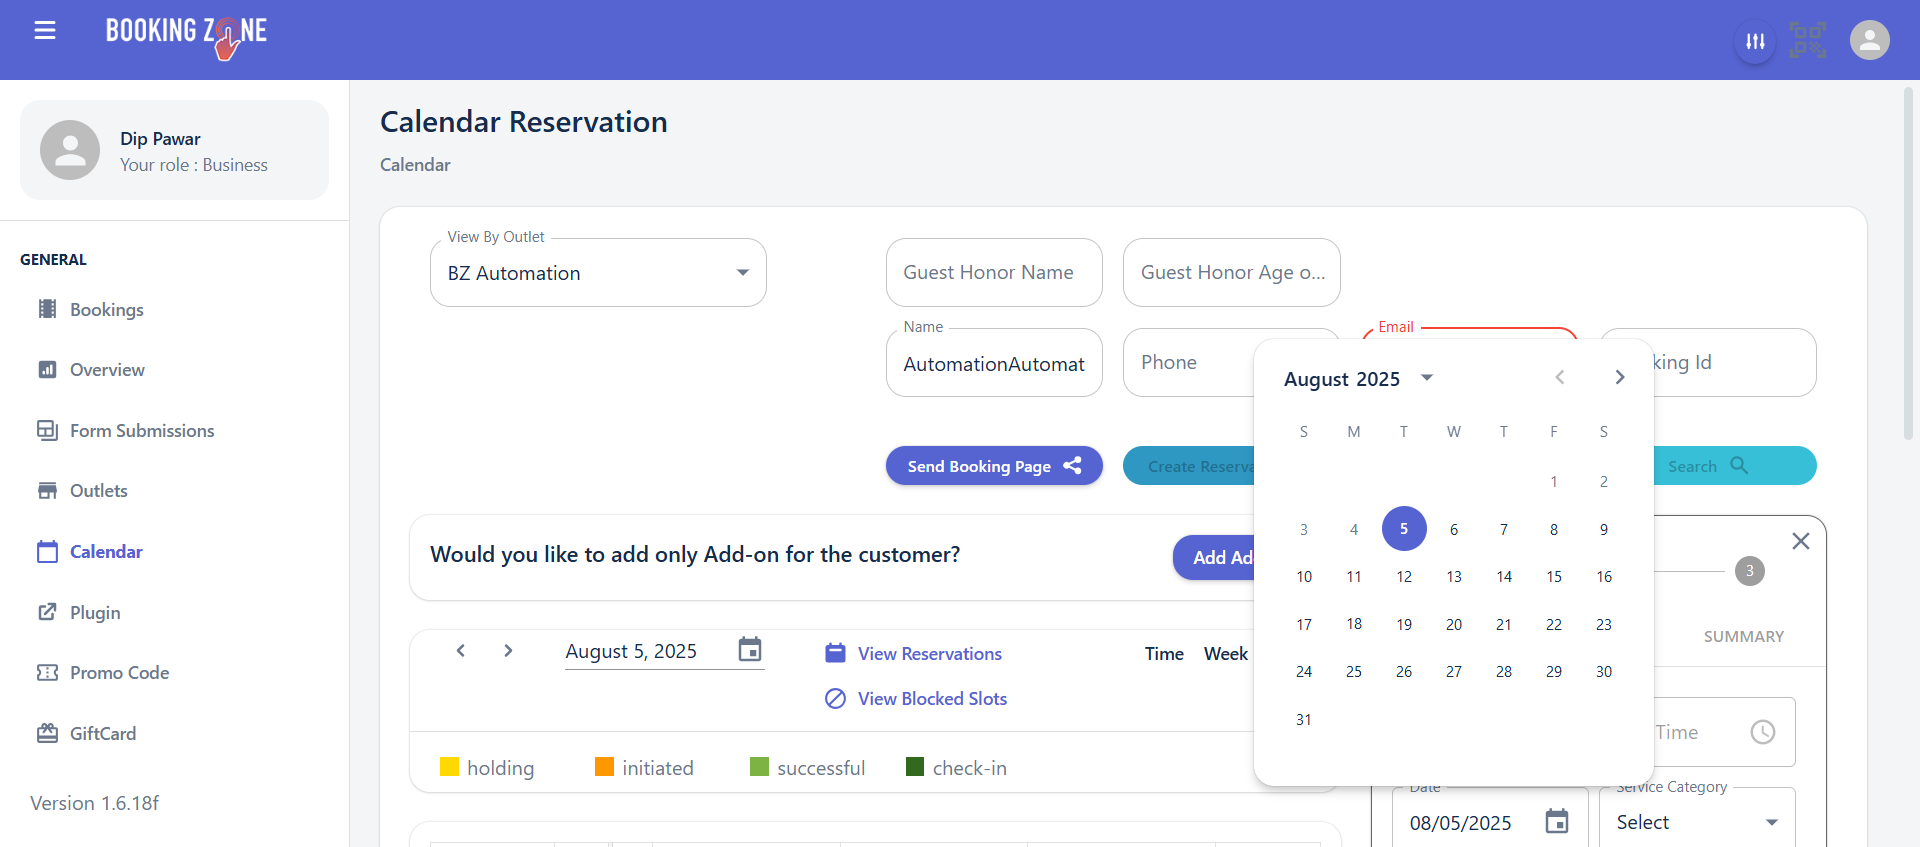 BOOKING ZONE
Dip Pawar
Your role : Business
GENERAL
Bookings
Overview
Form Submissions
Outlets
Calendar
Plugin
Promo Code
GiftCard
Version 1.6.18f
Calendar Reservation
Calendar
View By Outlet
BZ Automation
Guest Honor Name
Guest Honor Age o...
Name
AutomationAutomat
Phone
Email
king Id
Send Booking Page
Create Reserva
Search
Would you like to add only Add-on for the customer?
Add Ad
August 5, 2025
View Reservations
View Blocked Slots
Time Week
holding initiated successful check-in
August 2025
S M T W T F S
1 2
3 4 5 6 7 8 9
10 11 12 13 14 15 16
17 18 19 20 21 22 23
24 25 26 27 28 29 30
31
3
SUMMARY
Time
Date
08/05/2025
Service Category
Select